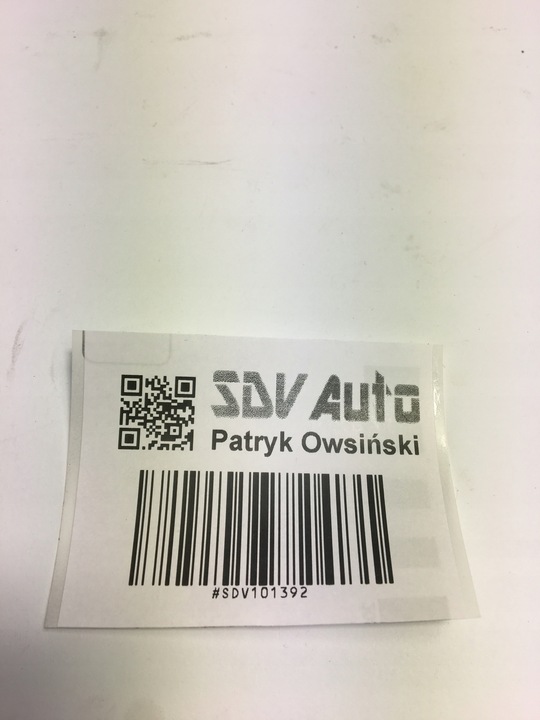 SDV Auto
Patryk Owsiński
#SDV101392